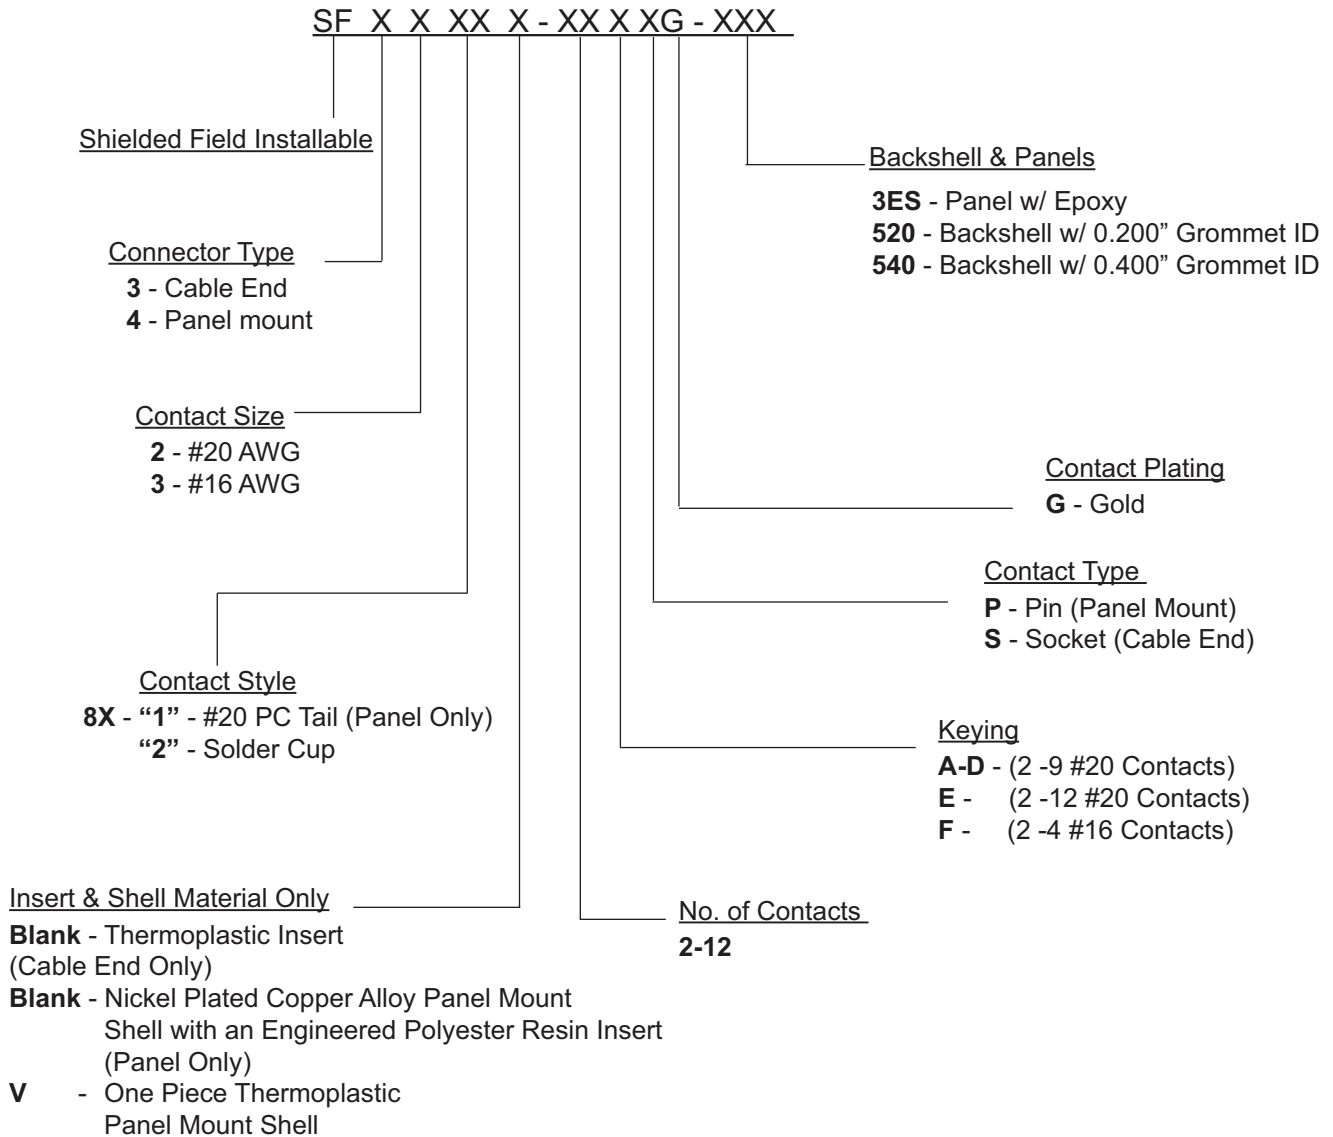 SF X X XX X - XX X XG - XXX
Shielded Field Installable
Connector Type
3 - Cable End
4 - Panel mount
Contact Size
2 - #20 AWG
3 - #16 AWG
Contact Style
8X - “1” - #20 PC Tail (Panel Only)
“2” - Solder Cup
Insert & Shell Material Only
Blank - Thermoplastic Insert
(Cable End Only)
Blank - Nickel Plated Copper Alloy Panel Mount
Shell with an Engineered Polyester Resin Insert
(Panel Only)
V - One Piece Thermoplastic
Panel Mount Shell
No. of Contacts
2-12
Keying
A-D - (2 -9 #20 Contacts)
E - (2 -12 #20 Contacts)
F - (2 -4 #16 Contacts)
Contact Type
P - Pin (Panel Mount)
S - Socket (Cable End)
Contact Plating
G - Gold
Backshell & Panels
3ES - Panel w/ Epoxy
520 - Backshell w/ 0.200” Grommet ID
540 - Backshell w/ 0.400” Grommet ID